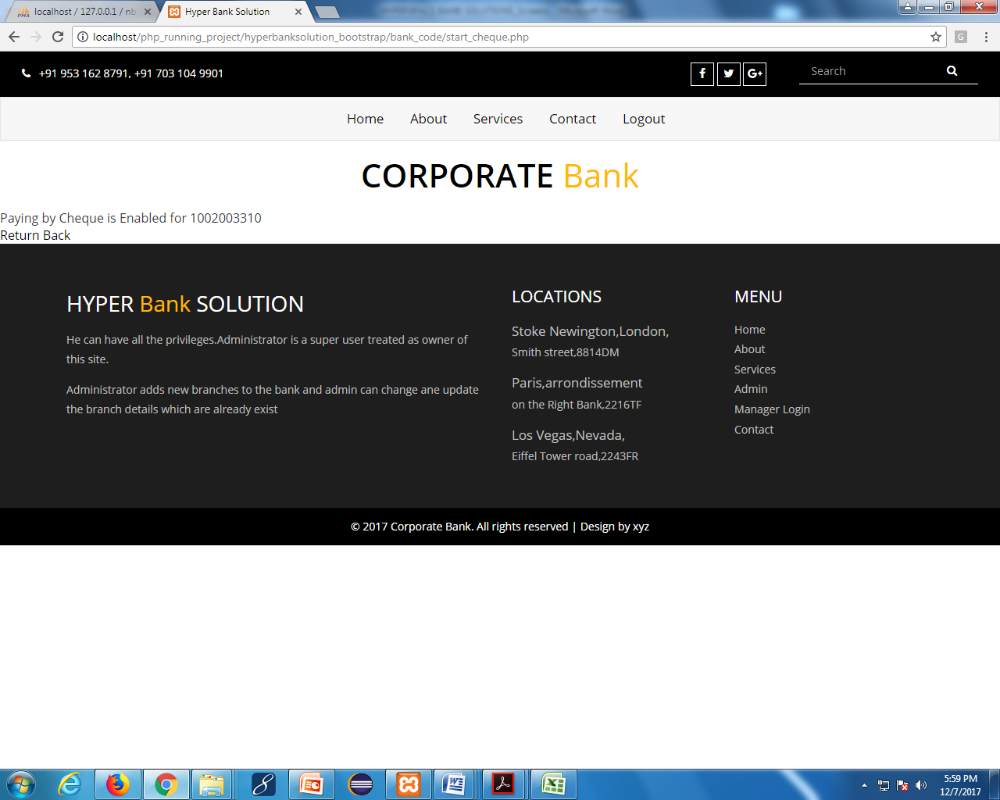 localhost / 127.0.0.1 / nb
Hyper Bank Solution
localhost/php_running_project/hyperbanksolution_bootstrap/bank_code/start_cheque.php
+91 953 162 8791, +91 703 104 9901
Search
Home About Services Contact Logout
CORPORATE Bank
Paying by Cheque is Enabled for 1002003310
Return Back
HYPER Bank SOLUTION
He can have all the privileges.Administrator is a super user treated as owner of
this site.
Administrator adds new branches to the bank and admin can change ane update
the branch details which are already exist
LOCATIONS
Stoke Newington,London,
Smith street,8814DM
Paris,arrondissement
on the Right Bank,2216TF
Los Vegas,Nevada,
Eiffel Tower road,2243FR
MENU
Home
About
Services
Admin
Manager Login
Contact
© 2017 Corporate Bank. All rights reserved | Design by xyz
5:59 PM
12/7/2017